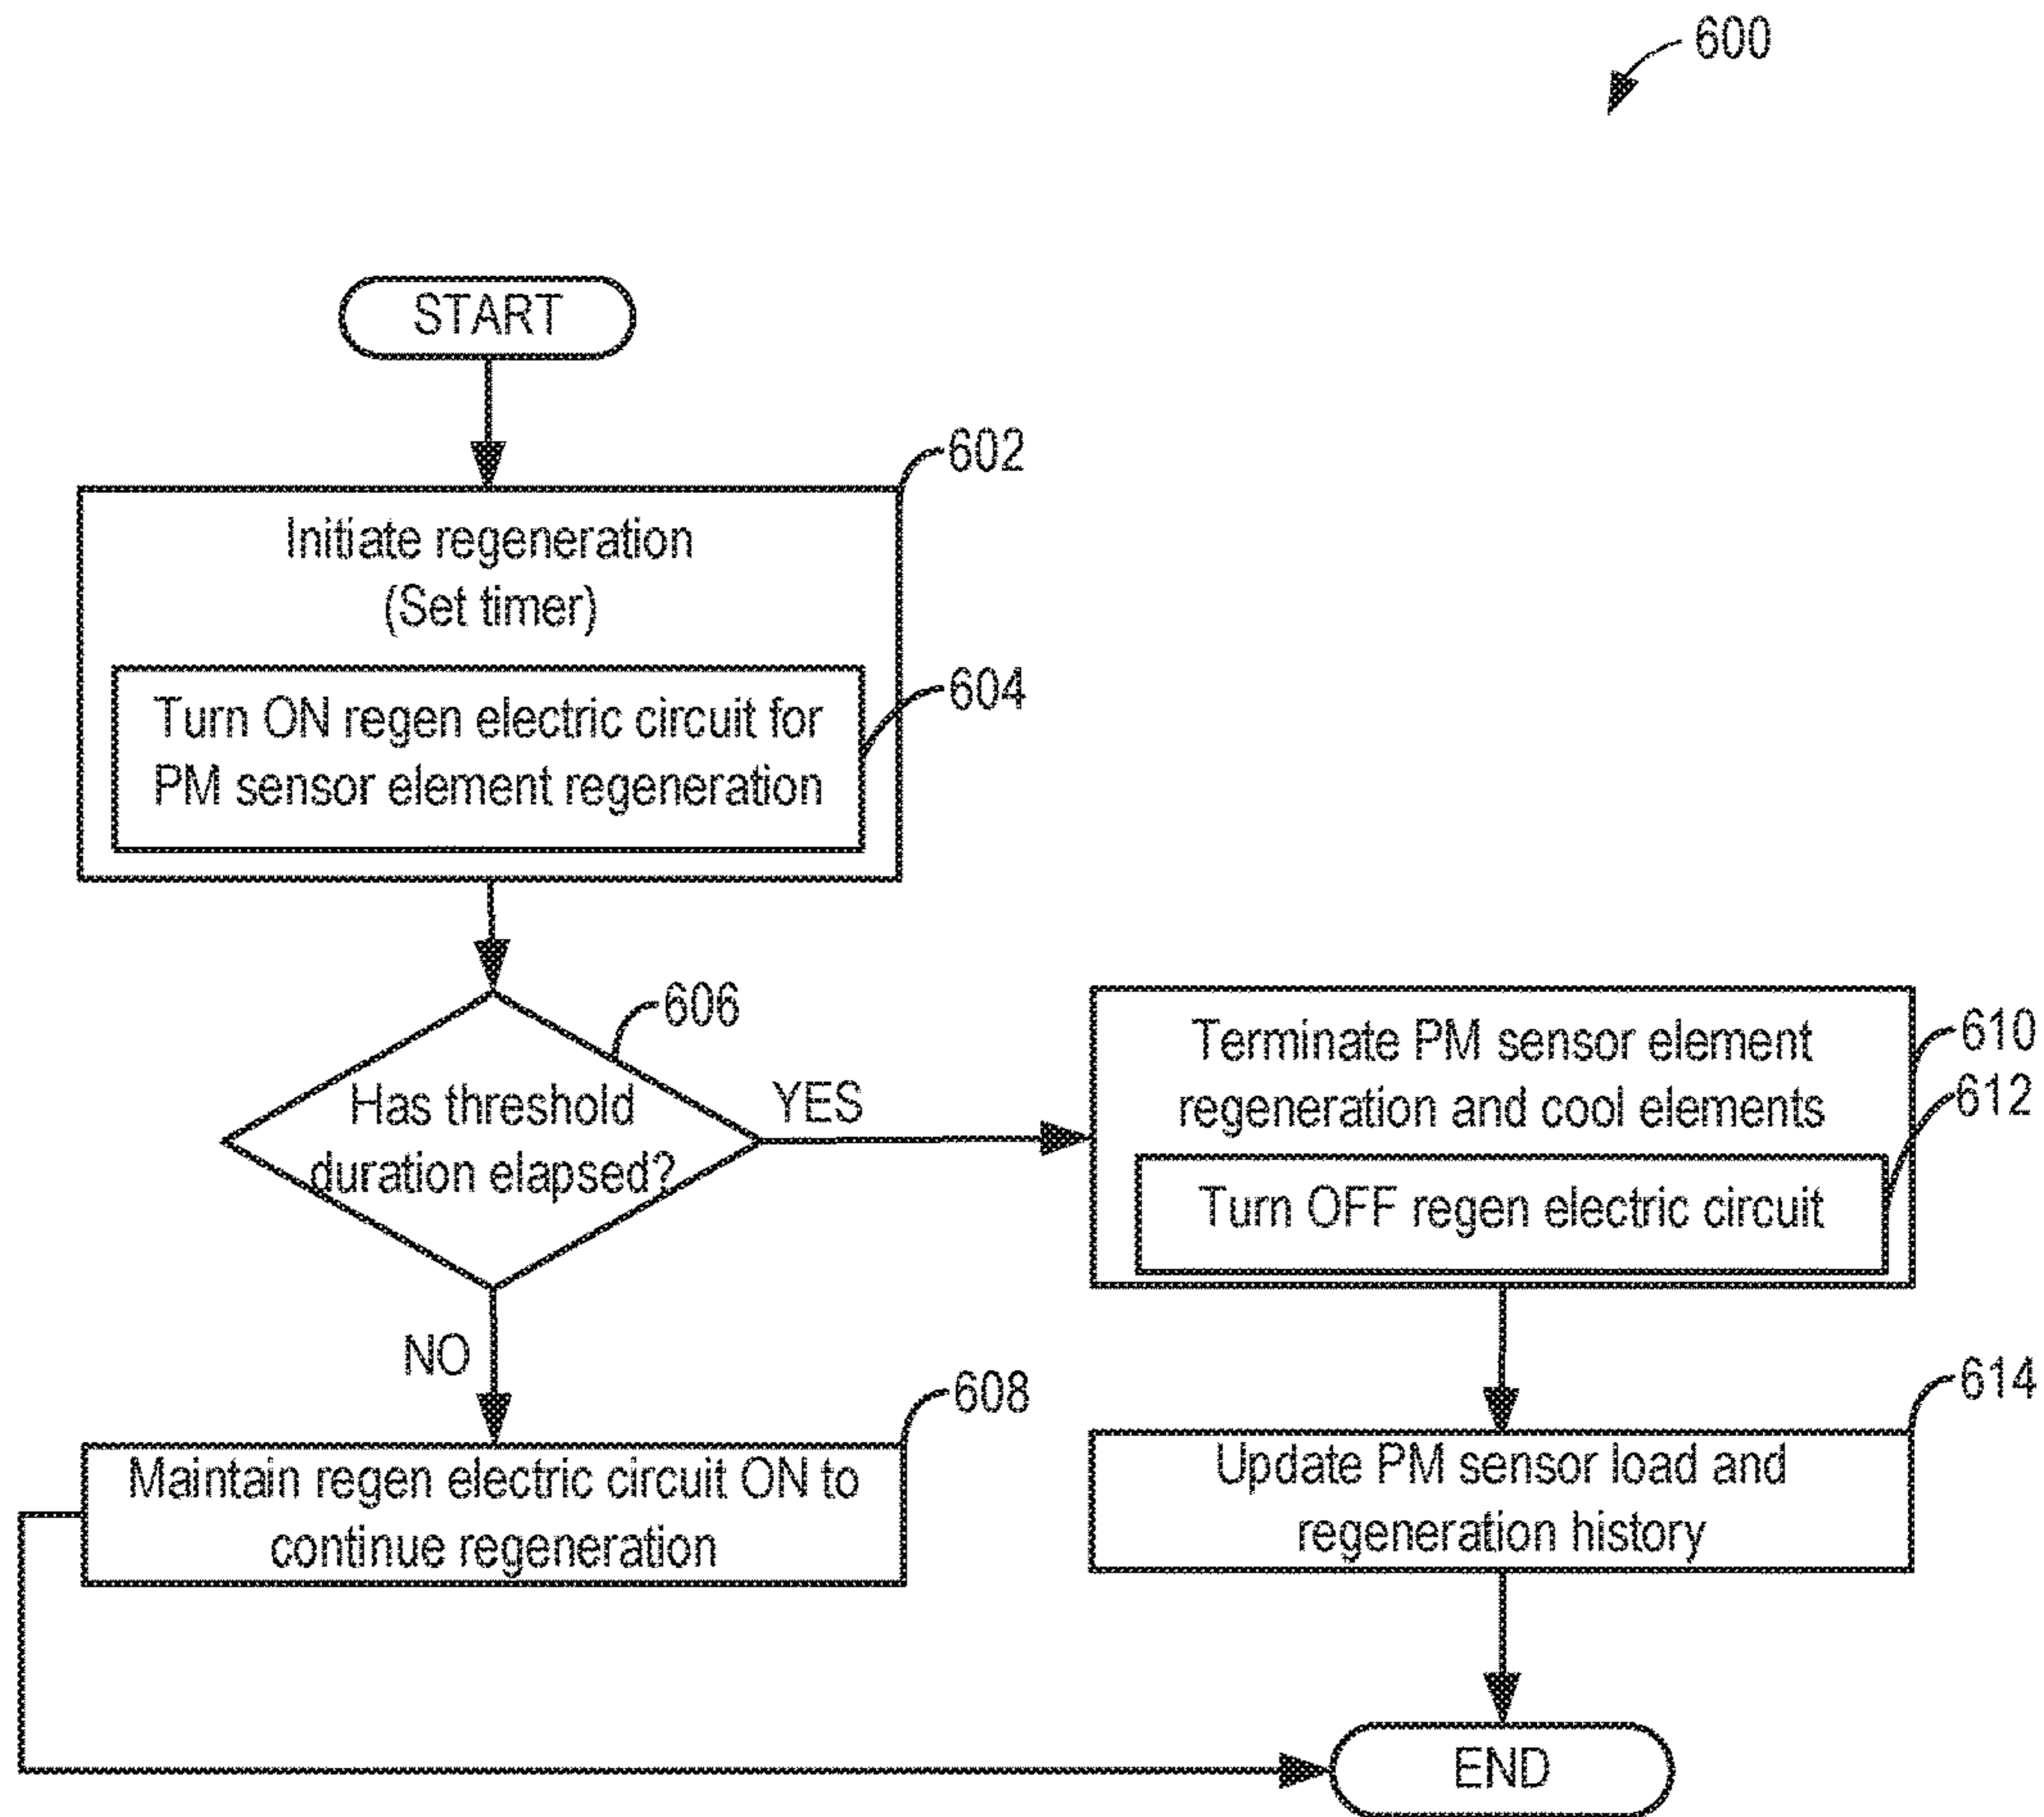 600
START
602
Initiate regeneration
(Set timer)
604
Turn ON regen electric circuit for
PM sensor element regeneration
606
Has threshold
duration elapsed?
YES
NO
608
Maintain regen electric circuit ON to
continue regeneration
610
Terminate PM sensor element
regeneration and cool elements
612
Turn OFF regen electric circuit
614
Update PM sensor load and
regeneration history
END